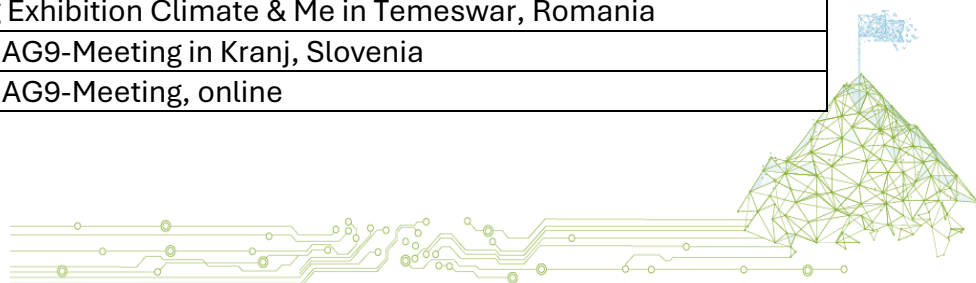 Exhibition Climate & Me in Temeswar, Romania
AG9-Meeting in Kranj, Slovenia
AG9-Meeting, online